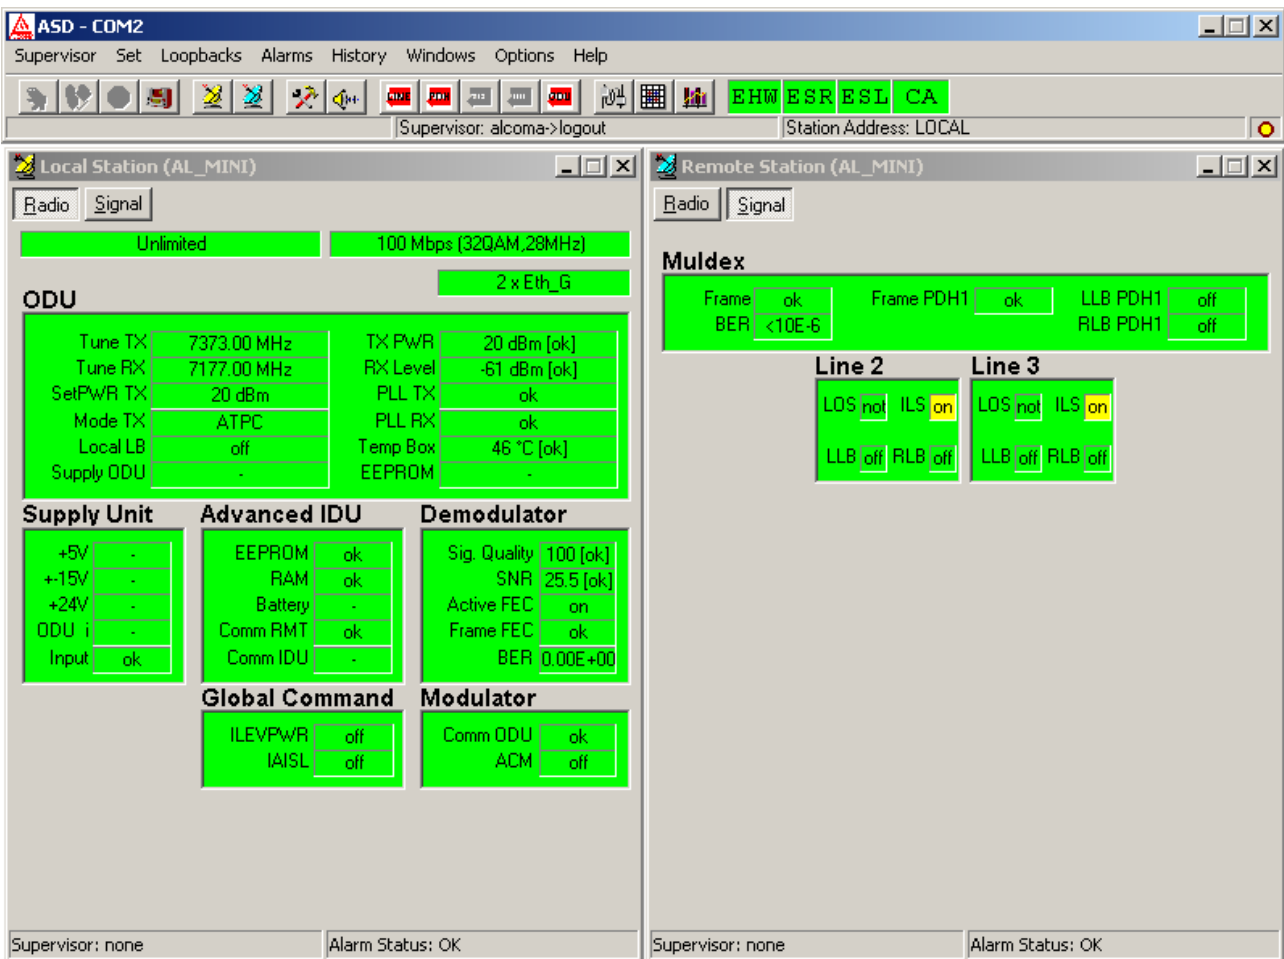 ASD - COM2
Supervisor Set Loopbacks Alarms History Windows Options Help
EHW ESR ESL CA
Supervisor: alcoma->logout Station Address: LOCAL
Local Station (AL_MINI)
Radio Signal
Unlimited 100 Mbps (32QAM,28MHz)
2 x Eth_G
ODU
Tune TX 7373.00 MHz TX PWR 20 dBm [ok]
Tune RX 7177.00 MHz RX Level -61 dBm [ok]
SetPWR TX 20 dBm PLL TX ok
Mode TX ATPC PLL RX ok
Local LB off Temp Box 46 °C [ok]
Supply ODU - EEPROM -
Supply Unit Advanced IDU Demodulator
+5V - EEPROM ok Sig. Quality 100 [ok]
+-15V - RAM ok SNR 25.5 [ok]
+24V - Battery - Active FEC on
ODU i - Comm RMT ok Frame FEC ok
Input ok Comm IDU - BER 0.00E+00
Global Command Modulator
ILEVPWR off Comm ODU ok
IAISL off ACM off
Supervisor: none Alarm Status: OK
Remote Station (AL_MINI)
Radio Signal
Muldex
Frame ok Frame PDH1 ok LLB PDH1 off
BER <10E-6 RLB PDH1 off
Line 2 Line 3
LOS not ILS on LOS not ILS on
LLB off RLB off LLB off RLB off
Supervisor: none Alarm Status: OK